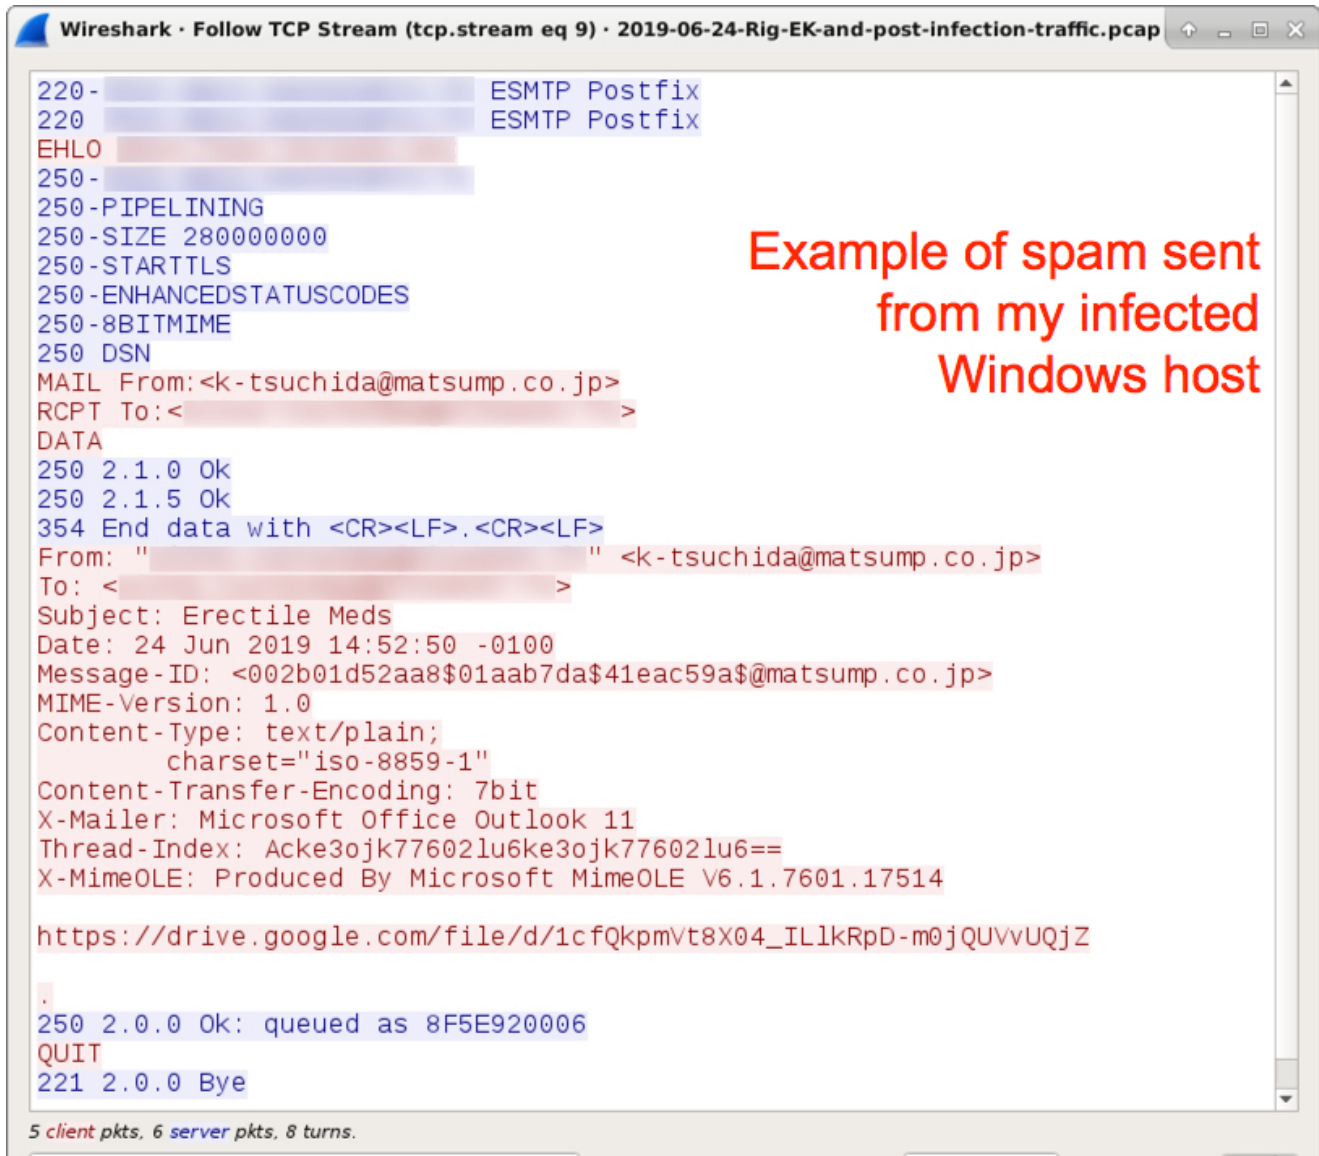 Wireshark · Follow TCP Stream (tcp.stream eq 9) · 2019-06-24-Rig-EK-and-post-infection-traffic.pcap
220- ESMTP Postfix
220 ESMTP Postfix
EHLO
250-
250-PIPELINING
250-SIZE 280000000
250-STARTTLS
250-ENHANCEDSTATUSCODES
250-8BITMIME
250 DSN
Example of spam sent
from my infected
Windows host
MAIL From:<k-tsuchida@matsump.co.jp>
RCPT To:< >
DATA
250 2.1.0 Ok
250 2.1.5 Ok
354 End data with <CR><LF>.<CR><LF>
From: " " <k-tsuchida@matsump.co.jp>
To: < >
Subject: Erectile Meds
Date: 24 Jun 2019 14:52:50 -0100
Message-ID: <002b01d52aa8$01aab7da$41eac59a$@matsump.co.jp>
MIME-Version: 1.0
Content-Type: text/plain;
charset="iso-8859-1"
Content-Transfer-Encoding: 7bit
X-Mailer: Microsoft Office Outlook 11
Thread-Index: Acke3ojk77602lu6ke3ojk77602lu6==
X-MimeOLE: Produced By Microsoft MimeOLE V6.1.7601.17514
https://drive.google.com/file/d/1cfQkpmVt8X04_ILlkRpD-m0jQUVvUQjZ
.
250 2.0.0 Ok: queued as 8F5E920006
QUIT
221 2.0.0 Bye
5 client pkts, 6 server pkts, 8 turns.